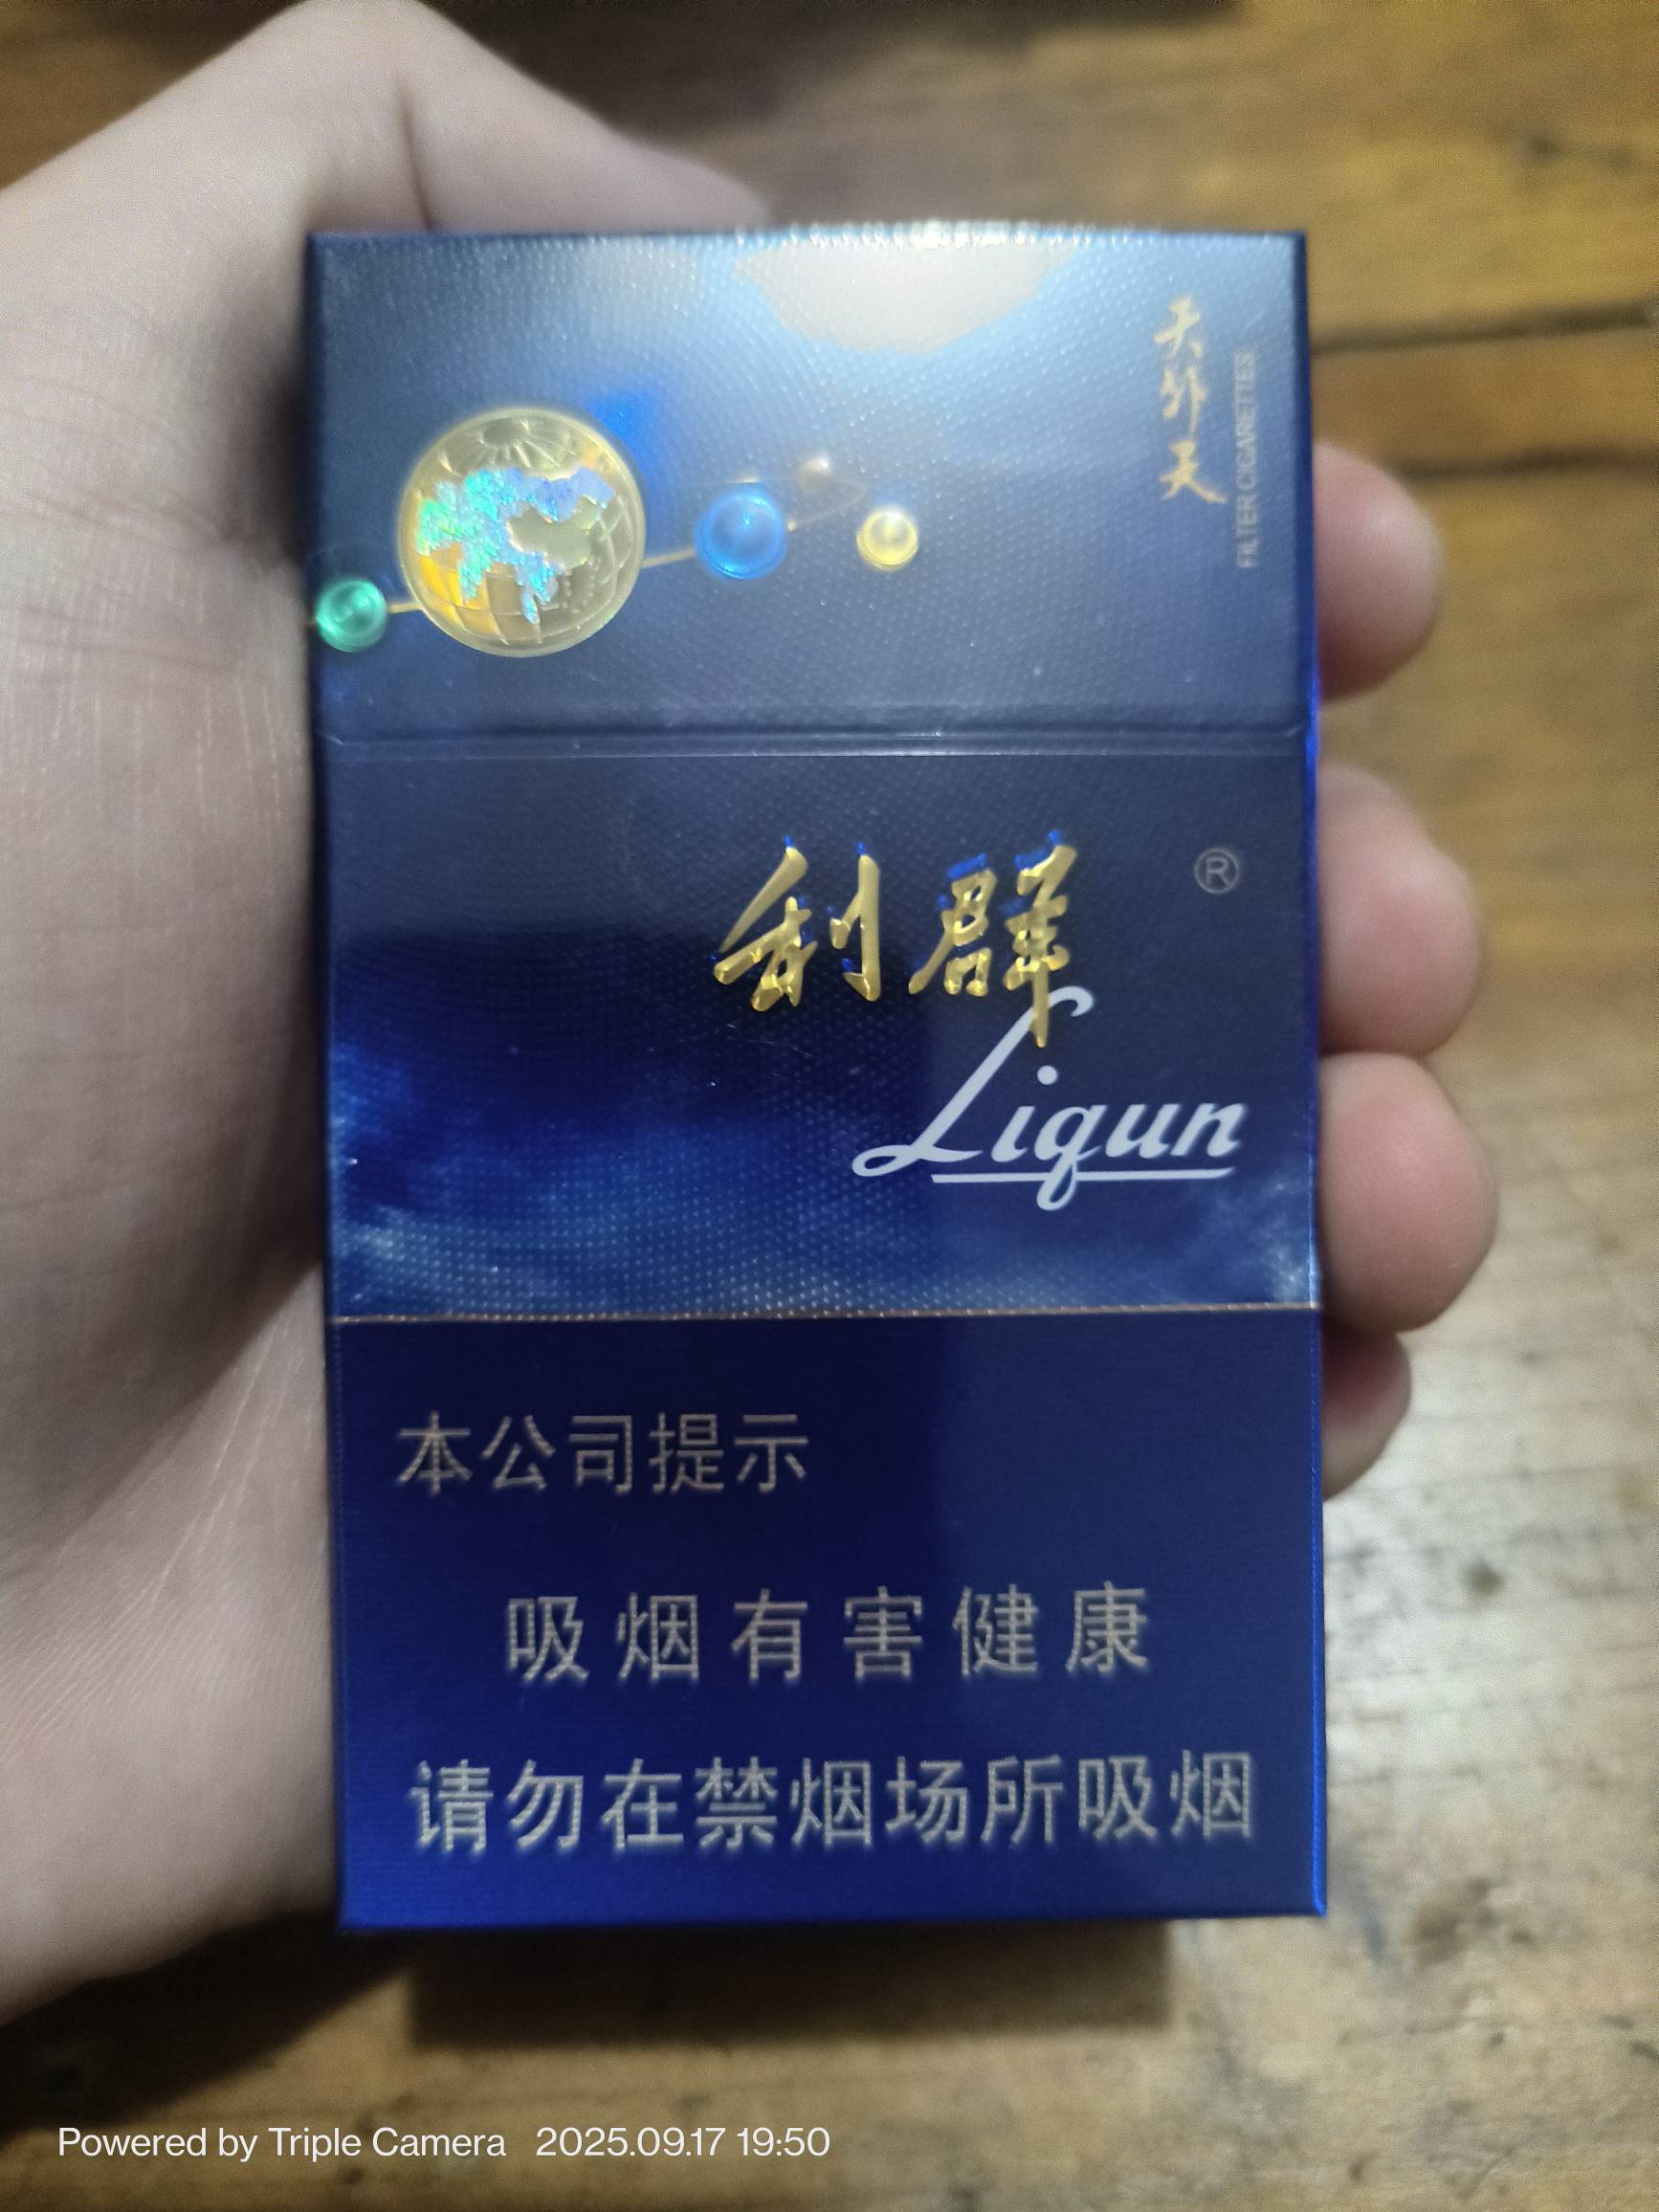 天外天
FILTER CIGARETTES
利群
®
Liqun
本公司提示
吸烟有害健康
请勿在禁烟场所吸烟
Powered by Triple Camera 2025.09.17 19:50